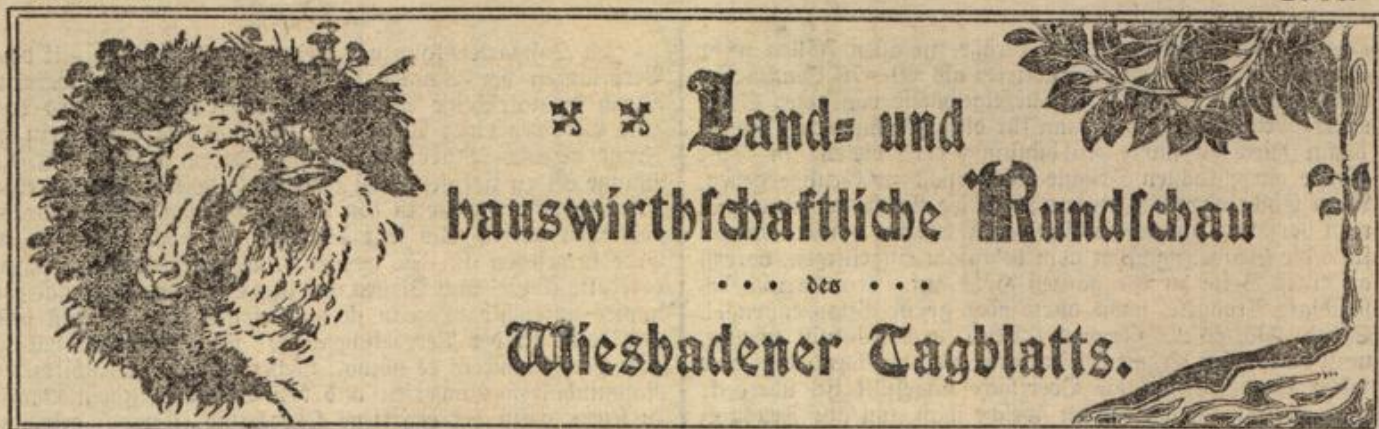 Land- und
hauswirthschaftliche Rundschau
des
Wiesbadener Tagblatts.